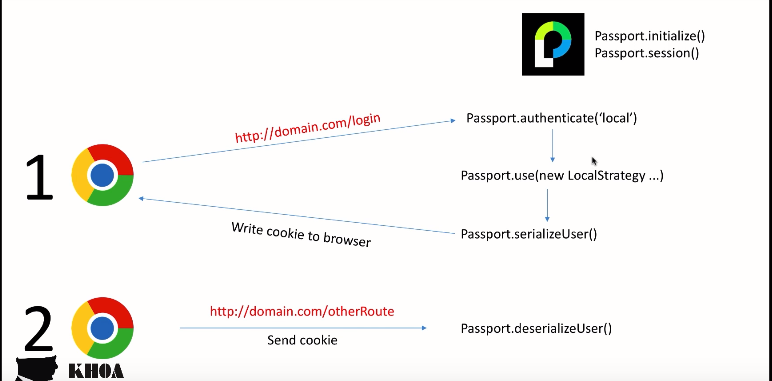 Passport.initialize()
Passport.session()
http://domain.com/login
Passport.authenticate(‘local’)
1
Passport.use(new LocalStrategy ...)
Write cookie to browser
Passport.serializeUser()
2
http://domain.com/otherRoute
Send cookie
Passport.deserializeUser()
KHOA